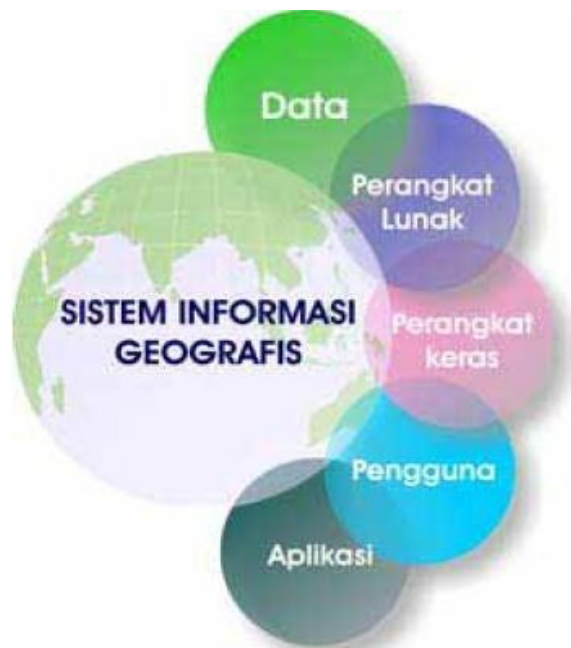 Data
Perangkat
Lunak
SISTEM INFORMASI
GEOGRAFIS
Perangkat
keras
Pengguna
Aplikasi